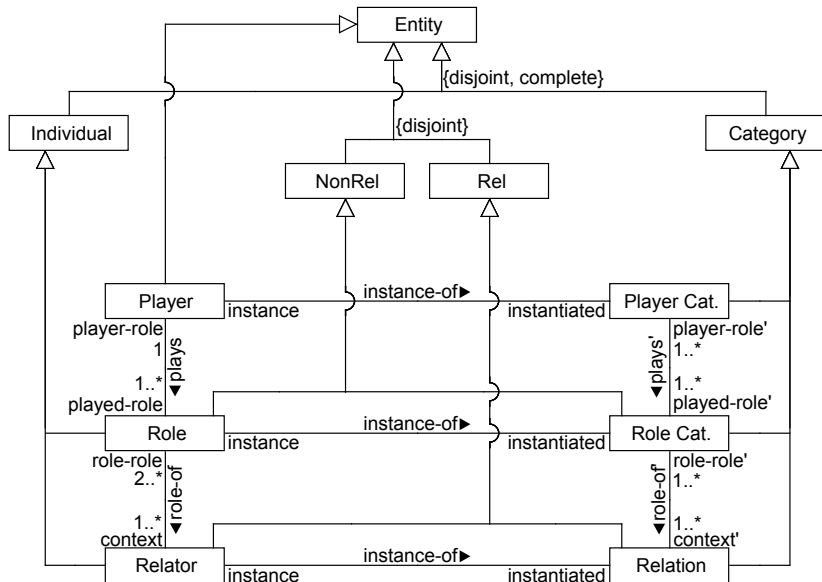 Entity
{disjoint, complete}
Individual
Category
{disjoint}
NonRel
Rel
Player
instance-of►
Player Cat.
instance
instantiated
player-role
player-role'
1
▼plays
plays'
1..*
1..*
1..*
played-role
played-role'
Role
instance-of►
Role Cat.
instance
instantiated
role-role
role-role'
2..*
1..*
▼role-of
▼role-of'
1..*
1..*
context
context'
Relator
instance-of►
Relation
instance
instantiated